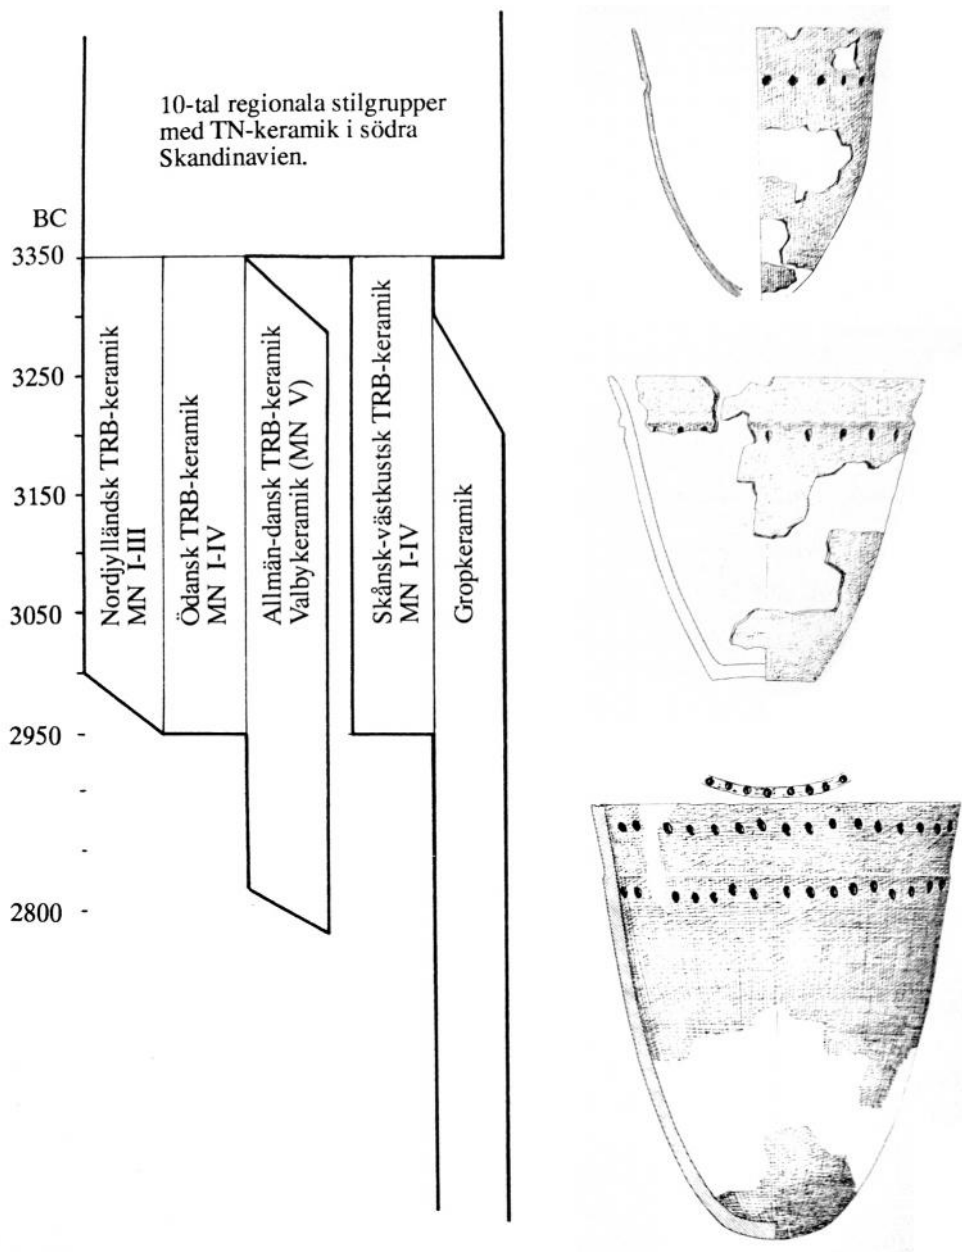 10-tal regionala stilgrupper
med TN-keramik i södra
Skandinavien.
BC
3350
3250
3150
3050
2950
2800
Nordjylländsk TRB-keramik
MN I-III
Ödansk TRB-keramik
MN I-IV
Allmän-dansk TRB-keramik
Valbykeramik (MN V)
Skånsk-västkustsk TRB-keramik
MN I-IV
Gropkeramik